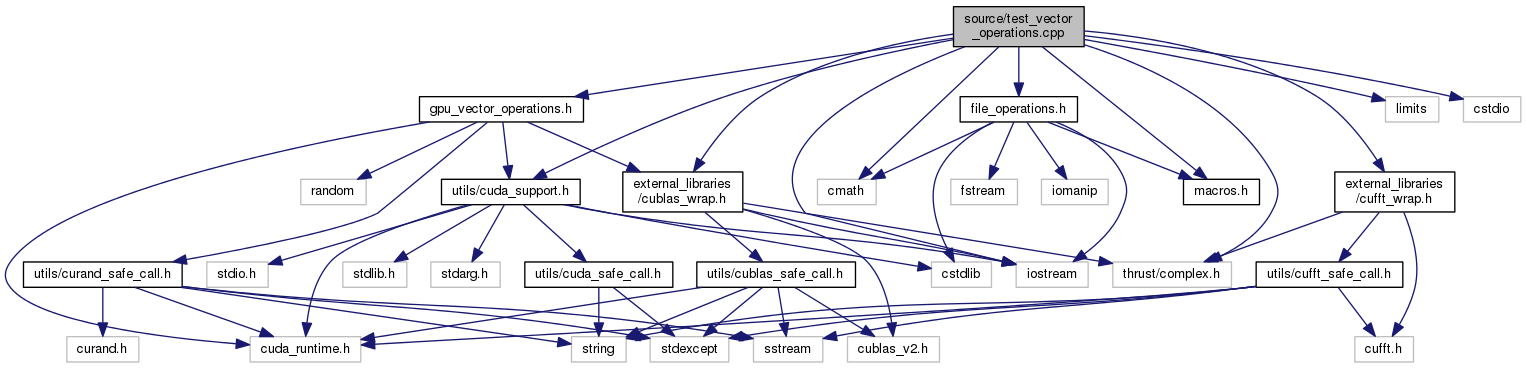 source/test_vector
_operations.cpp
gpu_vector_operations.h
file_operations.h
limits
cstdio
random
utils/cuda_support.h
external_libraries
/cublas_wrap.h
cmath
fstream
iomanip
macros.h
external_libraries
/cufft_wrap.h
utils/curand_safe_call.h
stdio.h
stdlib.h
stdarg.h
utils/cuda_safe_call.h
utils/cublas_safe_call.h
cstdlib
iostream
thrust/complex.h
utils/cufft_safe_call.h
curand.h
cuda_runtime.h
string
stdexcept
sstream
cublas_v2.h
cufft.h